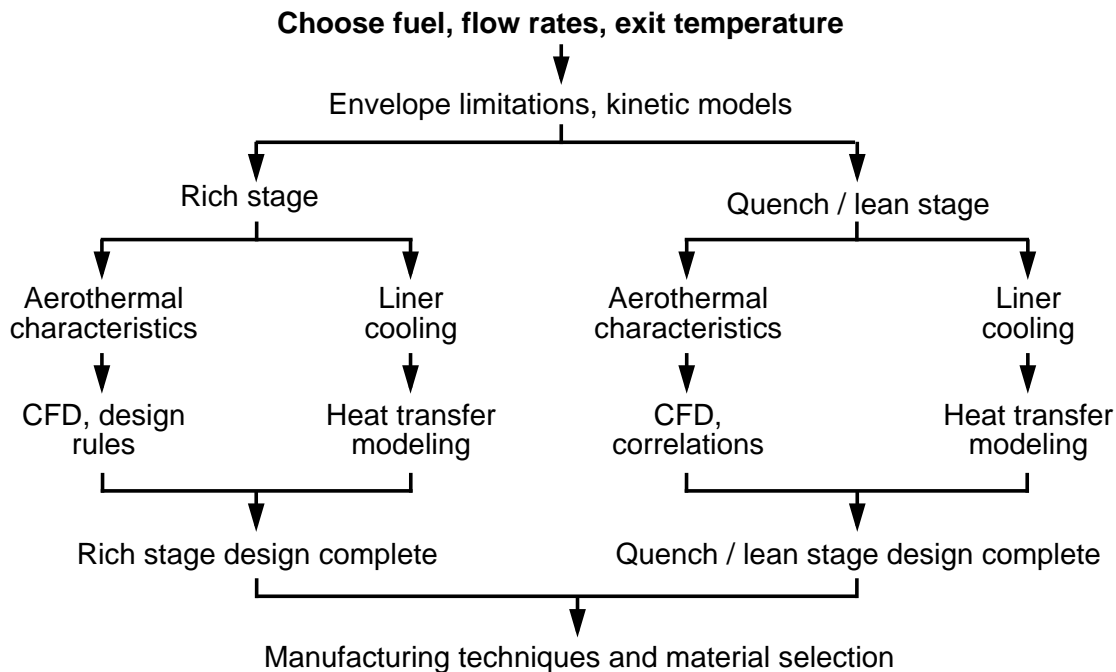 Choose fuel, flow rates, exit temperature
Envelope limitations, kinetic models
Rich stage
Quench / lean stage
Aerothermal
characteristics
Liner
cooling
Aerothermal
characteristics
Liner
cooling
CFD, design
rules
Heat transfer
modeling
CFD,
correlations
Heat transfer
modeling
Rich stage design complete
Quench / lean stage design complete
Manufacturing techniques and material selection